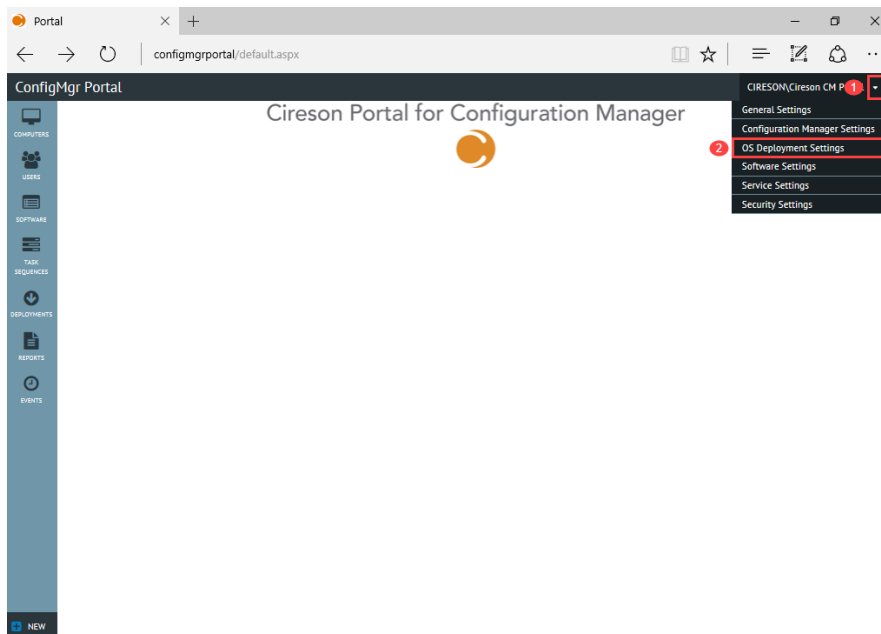 Portal
configmgrportal/default.aspx
ConfigMgr Portal
CIRESON\Cireson CM P 1
Cireson Portal for Configuration Manager
General Settings
Configuration Manager Settings
2 OS Deployment Settings
Software Settings
Service Settings
Security Settings
COMPUTERS
USERS
SOFTWARE
TASK
SEQUENCES
DEPLOYMENTS
REPORTS
EVENTS
NEW